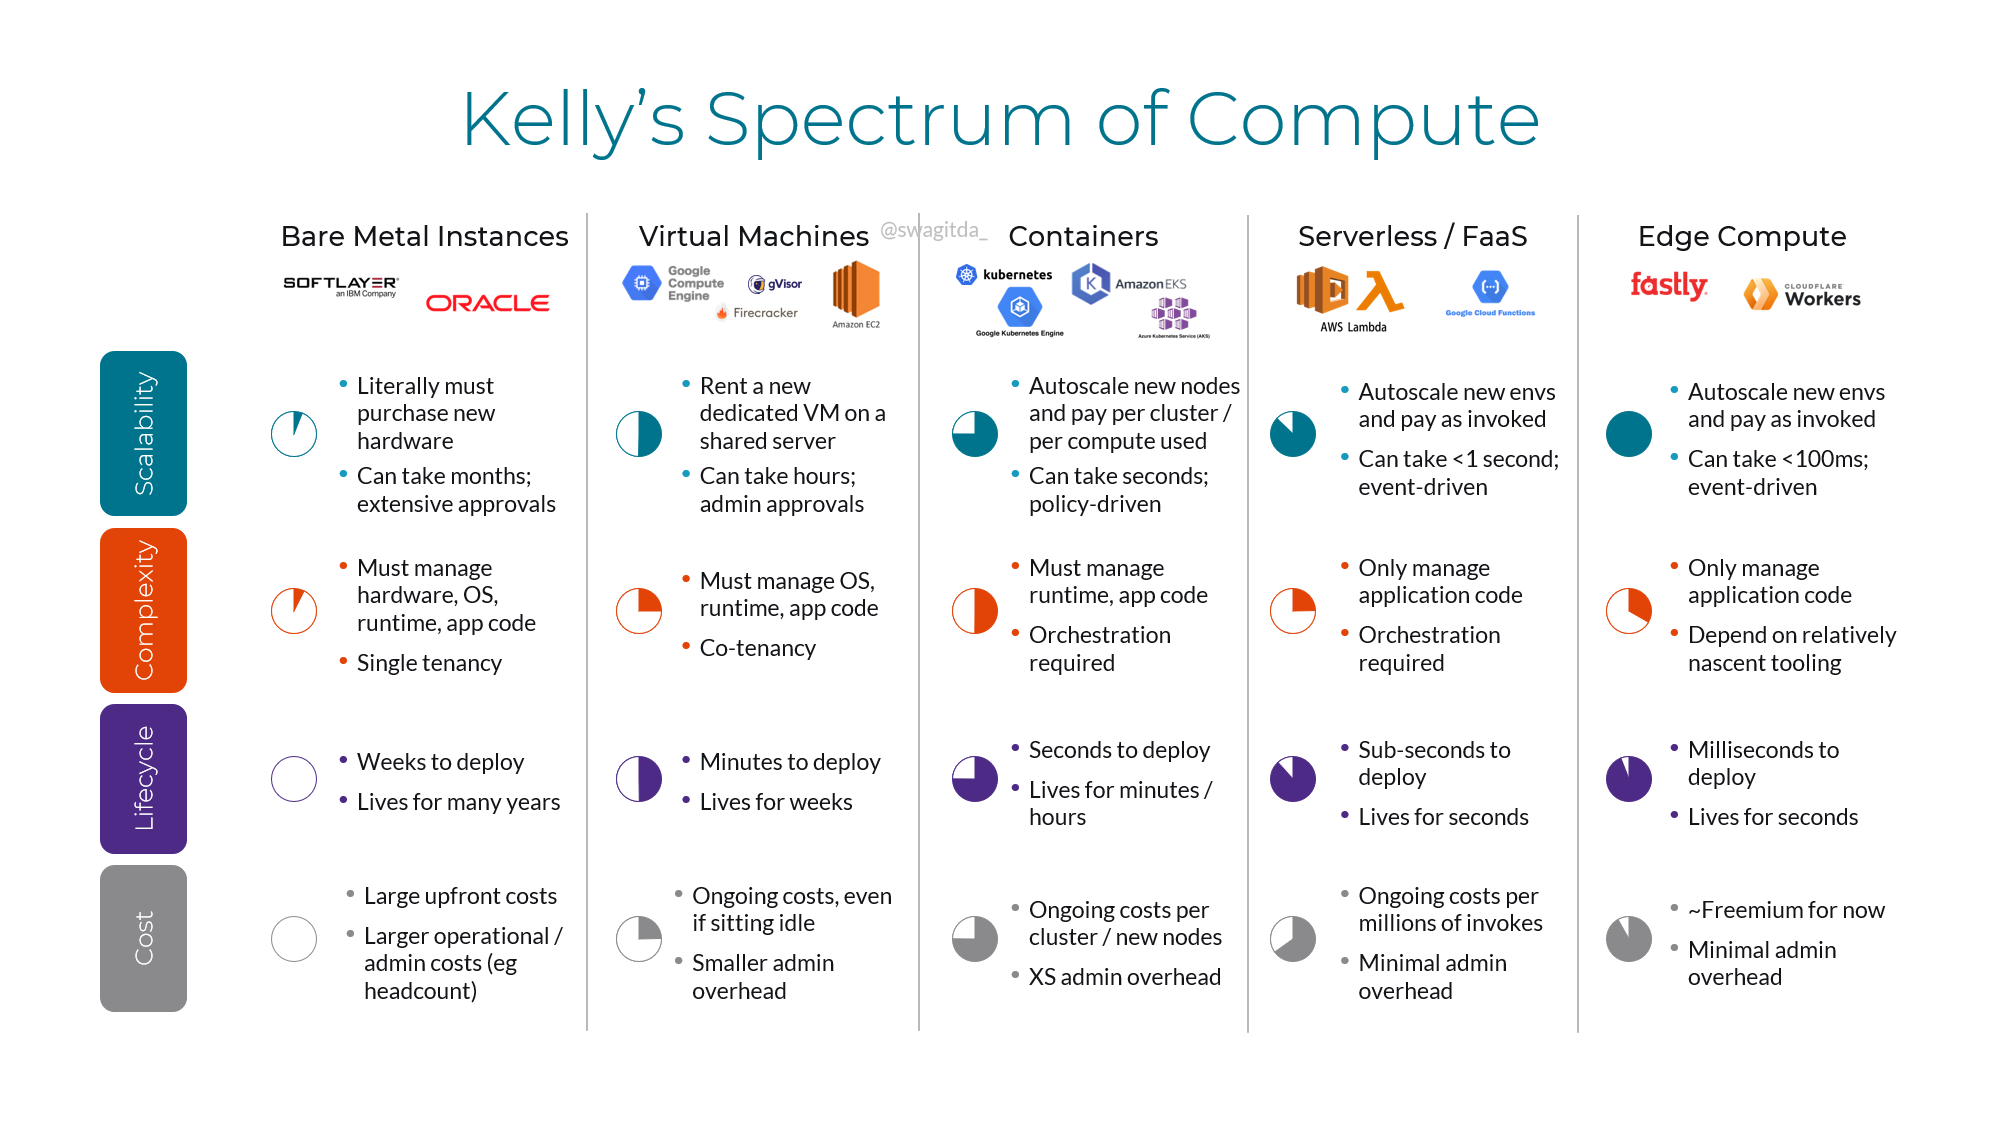 Kelly's Spectrum of Compute
@swagitda_
Bare Metal Instances
SOFTLAYER
an IBM Company
ORACLE
Virtual Machines
Google
Compute
Engine
gVisor
Firecracker
Amazon EC2
Containers
kubernetes
Amazon EKS
Google Kubernetes Engine
Azure Kubernetes Service (AKS)
Serverless / FaaS
AWS Lambda
Google Cloud Functions
Edge Compute
fastly
CLOUDFLARE
Workers
Scalability
• Literally must
purchase new
hardware
• Can take months;
extensive approvals
• Rent a new
dedicated VM on a
shared server
• Can take hours;
admin approvals
• Autoscale new nodes
and pay per cluster /
per compute used
• Can take seconds;
policy-driven
• Autoscale new envs
and pay as invoked
• Can take <1 second;
event-driven
• Autoscale new envs
and pay as invoked
• Can take <100ms;
event-driven
Complexity
• Must manage
hardware, OS,
runtime, app code
• Single tenancy
• Must manage OS,
runtime, app code
• Co-tenancy
• Must manage
runtime, app code
• Orchestration
required
• Only manage
application code
• Orchestration
required
• Only manage
application code
• Depend on relatively
nascent tooling
Lifecycle
• Weeks to deploy
• Lives for many years
• Minutes to deploy
• Lives for weeks
• Seconds to deploy
• Lives for minutes /
hours
• Sub-seconds to
deploy
• Lives for seconds
• Milliseconds to
deploy
• Lives for seconds
Cost
• Large upfront costs
• Larger operational /
admin costs (eg
headcount)
• Ongoing costs, even
if sitting idle
• Smaller admin
overhead
• Ongoing costs per
cluster / new nodes
• XS admin overhead
• Ongoing costs per
millions of invokes
• Minimal admin
overhead
• ~Freemium for now
• Minimal admin
overhead